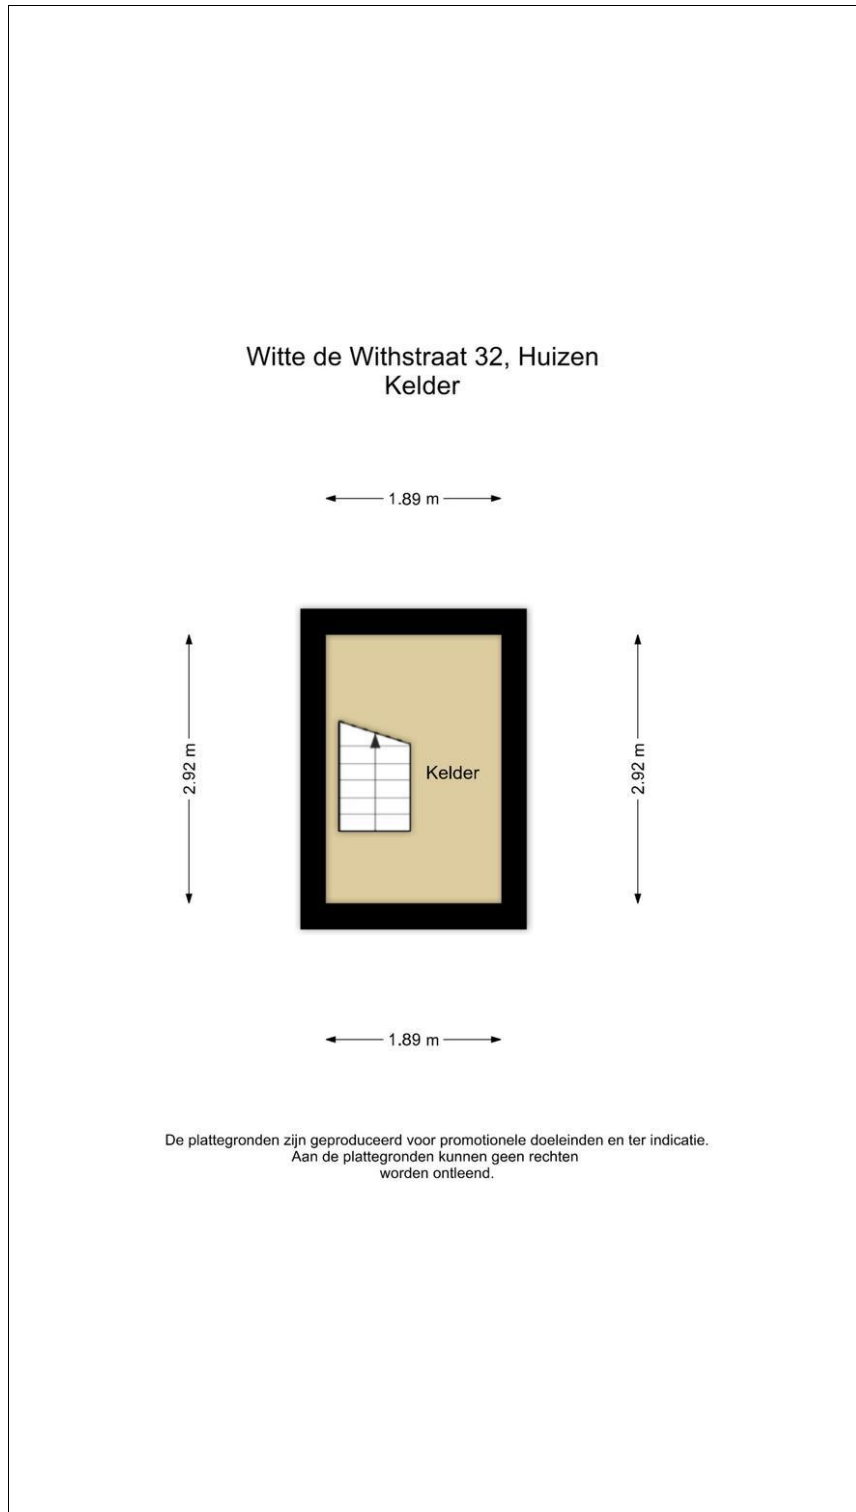 Witte de Withstraat 32, Huizen
Kelder
1.89 m
2.92 m
Kelder
2.92 m
1.89 m
De plattegronden zijn geproduceerd voor promotionele doeleinden en ter indicatie.
Aan de plattegronden kunnen geen rechten
worden ontleend.